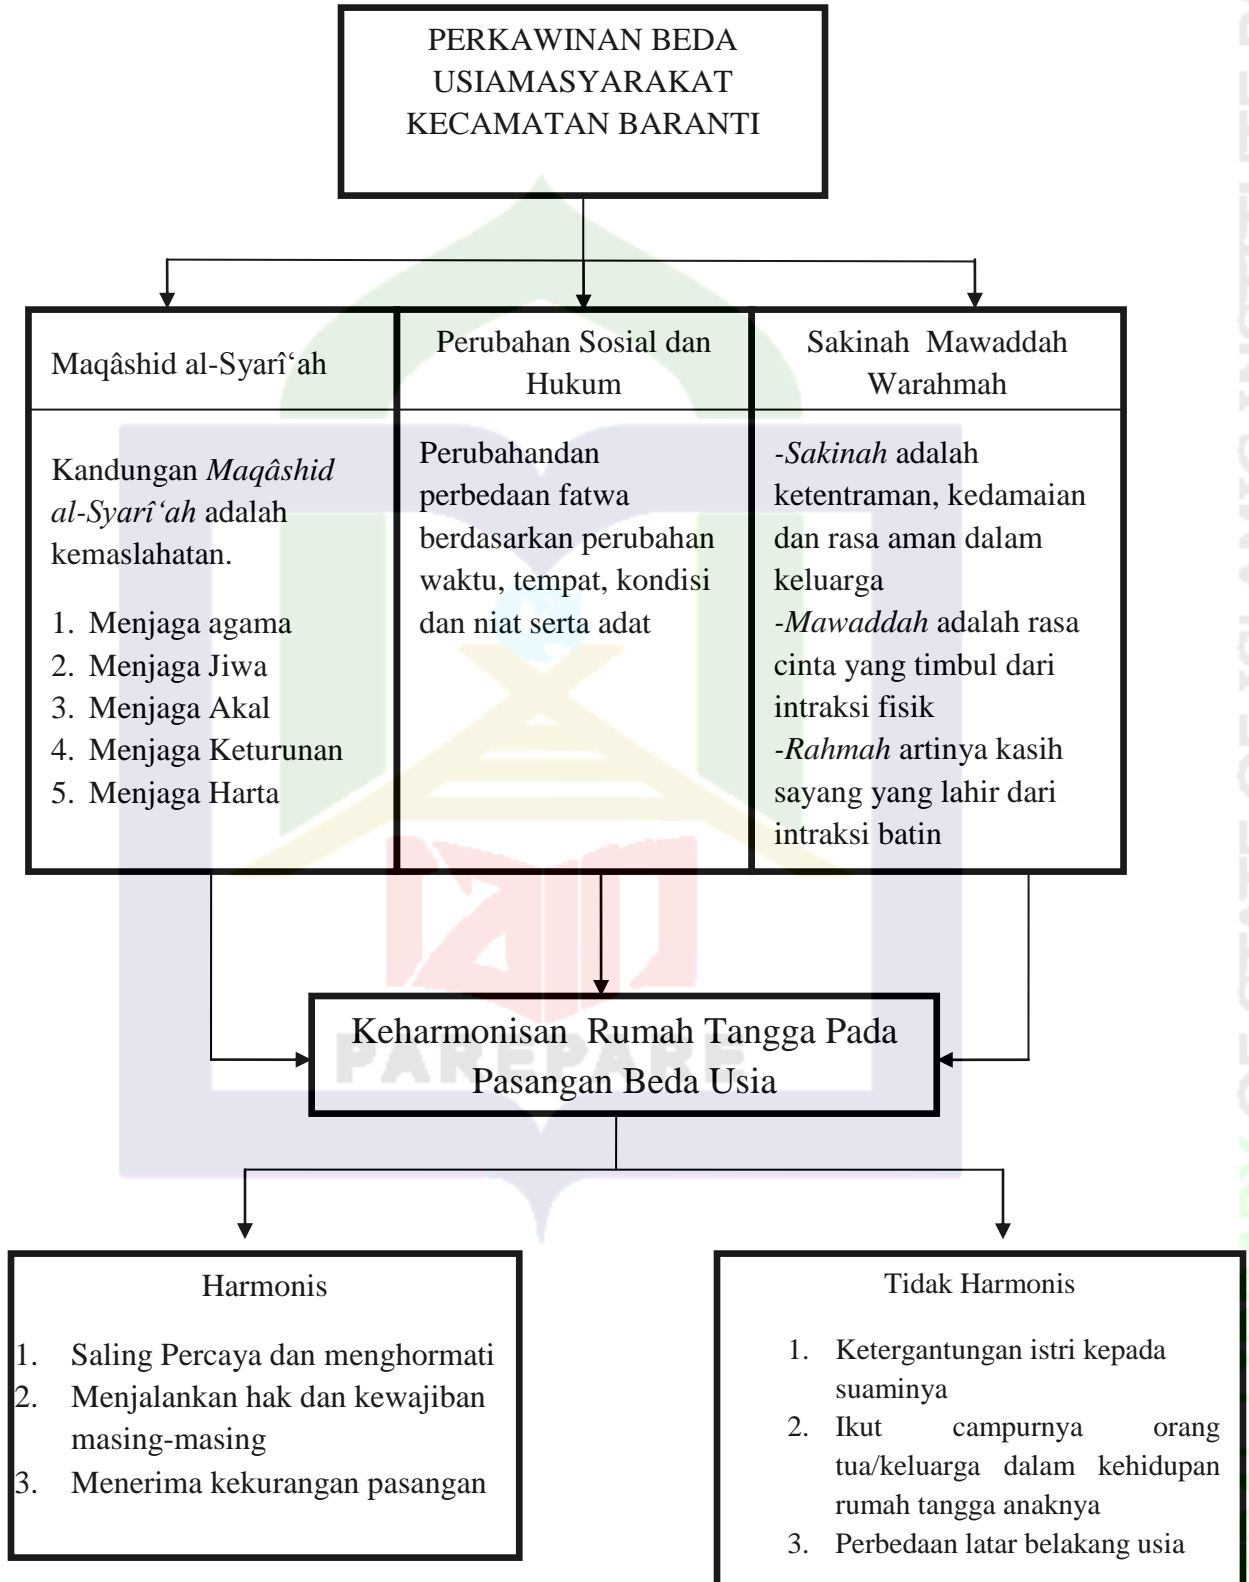 PERKAWINAN BEDA
USIAMASYARAKAT
KECAMATAN BARANTI
Maqâshid al-Syarî‘ah
Perubahan Sosial dan
Hukum
Sakinah Mawaddah
Warahmah
Kandungan Maqâshid
al-Syarî‘ah adalah
kemaslahatan.
1. Menjaga agama
2. Menjaga Jiwa
3. Menjaga Akal
4. Menjaga Keturunan
5. Menjaga Harta
Perubahandan
perbedaan fatwa
berdasarkan perubahan
waktu, tempat, kondisi
dan niat serta adat
-Sakinah adalah
ketentraman, kedamaian
dan rasa aman dalam
keluarga
-Mawaddah adalah rasa
cinta yang timbul dari
intraksi fisik
-Rahmah artinya kasih
sayang yang lahir dari
intraksi batin
Keharmonisan Rumah Tangga Pada
Pasangan Beda Usia
PAREPARE
Harmonis
1. Saling Percaya dan menghormati
2. Menjalankan hak dan kewajiban
masing-masing
3. Menerima kekurangan pasangan
Tidak Harmonis
1. Ketergantungan istri kepada
suaminya
2. Ikut campurnya orang
tua/keluarga dalam kehidupan
rumah tangga anaknya
3. Perbedaan latar belakang usia
OF STATE OF ISLAMIC INSTITUTE